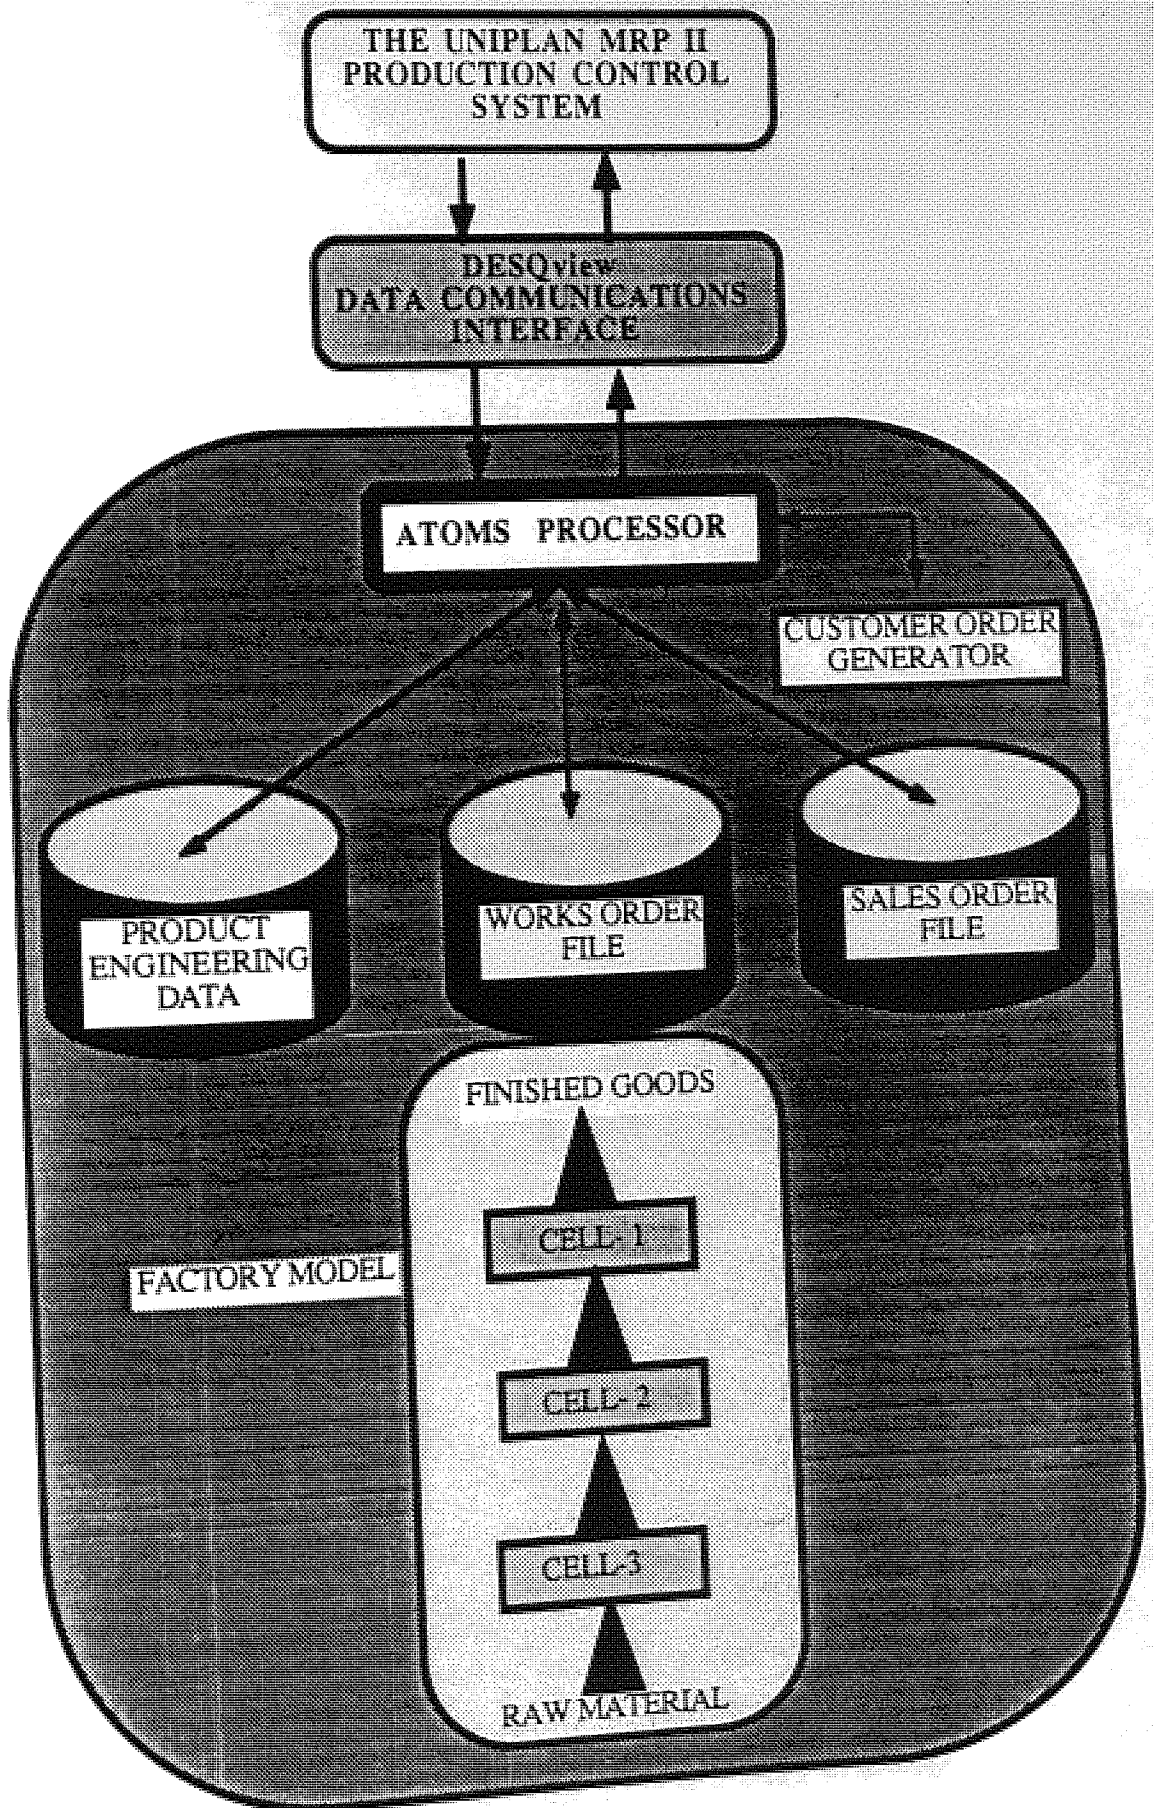 THE UNIPLAN MRP II
PRODUCTION CONTROL
SYSTEM
DESQview
DATA COMMUNICATIONS
INTERFACE
ATOMS PROCESSOR
CUSTOMER ORDER
GENERATOR
PRODUCT
ENGINEERING
DATA
WORKS ORDER
FILE
SALES ORDER
FILE
FINISHED GOODS
CELL- 1
FACTORY MODEL
CELL- 2
CELL-3
RAW MATERIAL